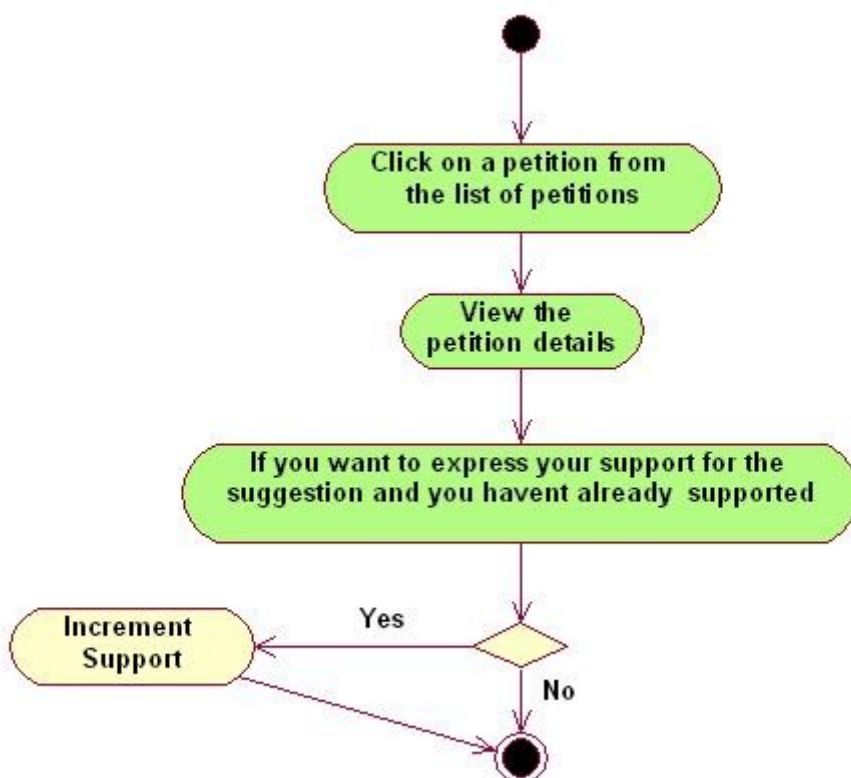 Click on a petition from
the list of petitions
View the
petition details
If you want to express your support for the
suggestion and you havent already supported
Yes
Increment
Support
No